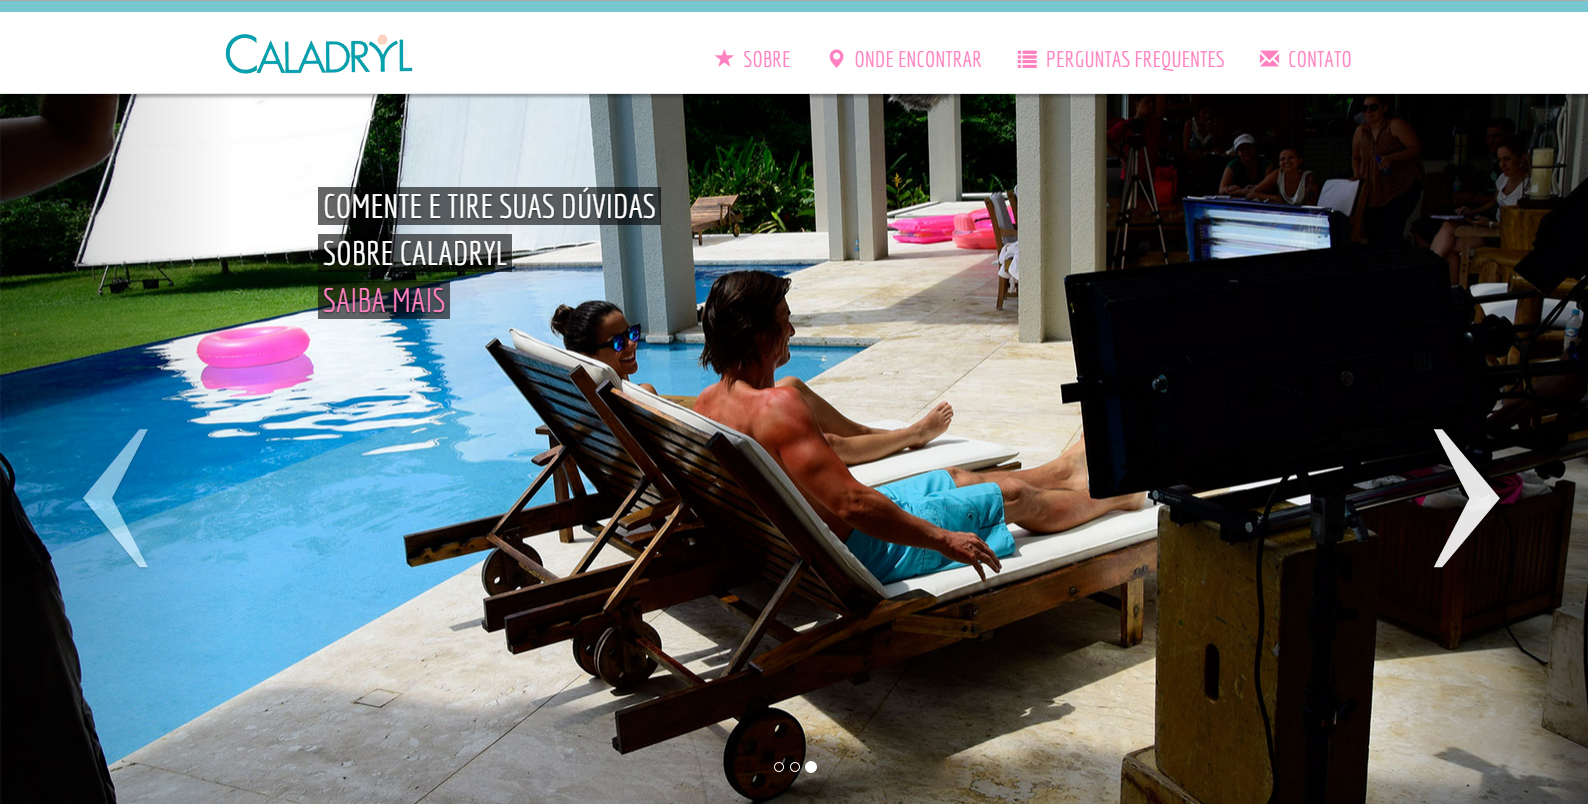 CALADRYL
SOBRE
ONDE ENCONTRAR
PERGUNTAS FREQUENTES
CONTATO
COMENTE E TIRE SUAS DÚVIDAS
SOBRE CALADRYL
SAIBA MAIS